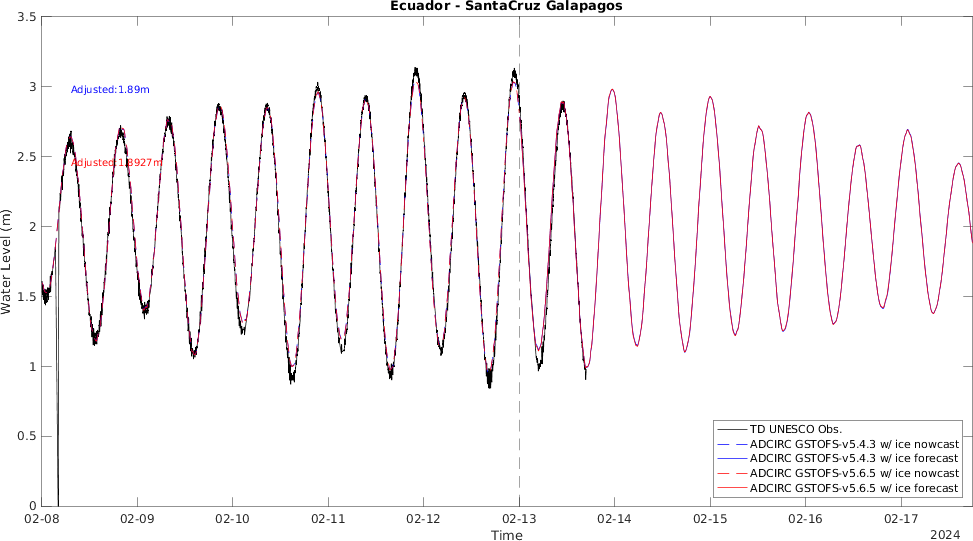 Ecuador - SantaCruz Galapagos
3.5
3
2.5
2
1.5
1
0.5
0
Water Level (m)
Adjusted:1.89m
Adjusted:1.8927m
TD UNESCO Obs.
ADCIRC GSTOFS-v5.4.3 w/ ice nowcast
ADCIRC GSTOFS-v5.4.3 w/ ice forecast
ADCIRC GSTOFS-v5.6.5 w/ ice nowcast
ADCIRC GSTOFS-v5.6.5 w/ ice forecast
02-08 02-09 02-10 02-11 02-12 02-13 02-14 02-15 02-16 02-17
Time
2024